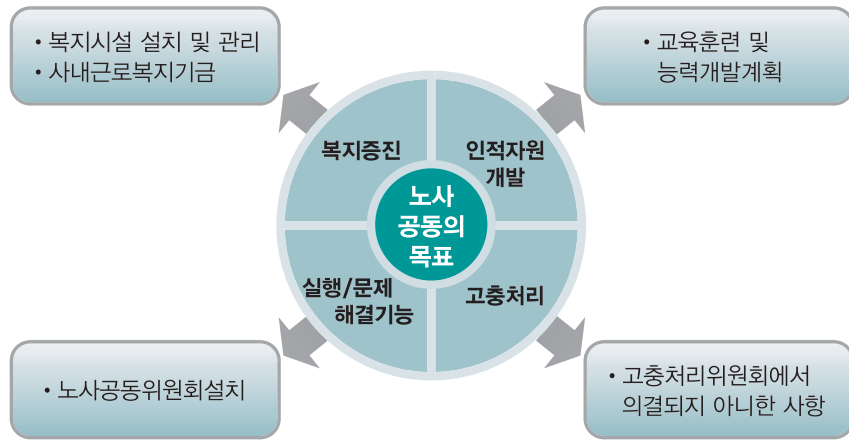 • 복지시설 설치 및 관리
• 사내근로복지기금
• 교육훈련 및
능력개발계획
복지증진
인적자원
개발
노사
공동의
목표
실행/문제
해결기능
고충처리
• 노사공동위원회설치
• 고충처리위원회에서
의결되지 아니한 사항